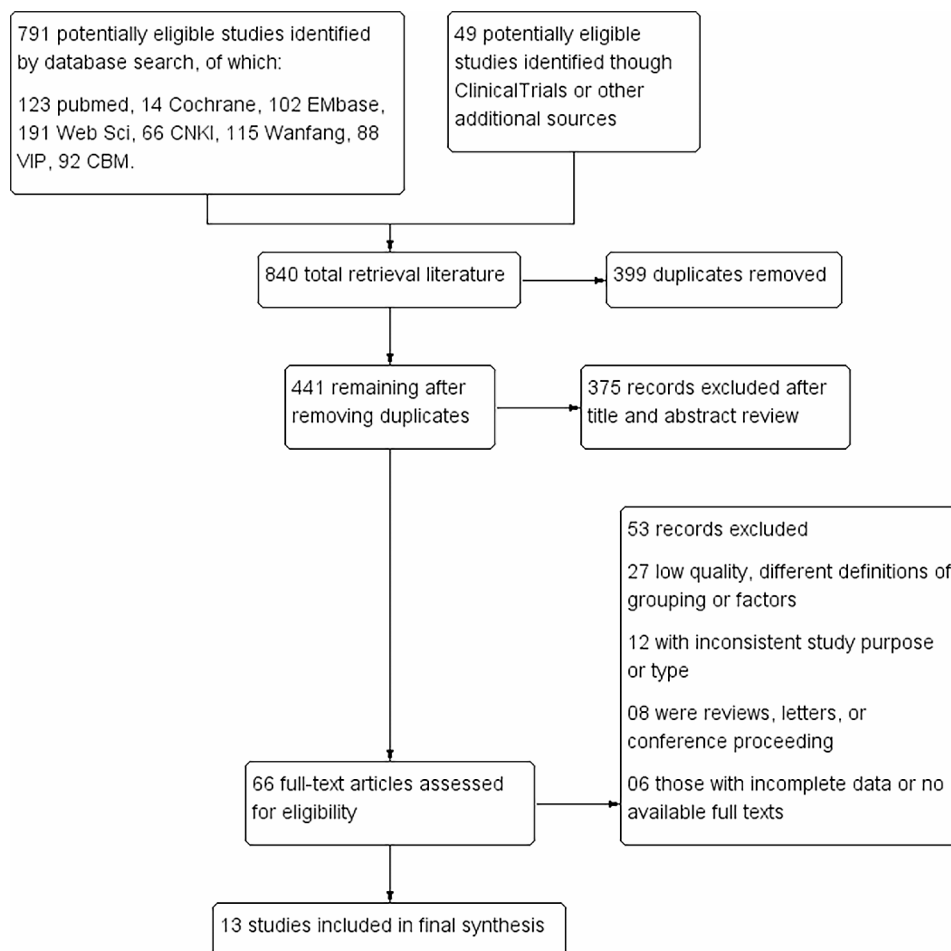 791 potentially eligible studies identified
by database search, of which:
123 pubmed, 14 Cochrane, 102 EMbase,
191 Web Sci, 66 CNKI, 115 Wanfang, 88
VIP, 92 CBM.
49 potentially eligible
studies identified though
ClinicalTrials or other
additional sources
840 total retrieval literature
399 duplicates removed
441 remaining after
removing duplicates
375 records excluded after
title and abstract review
53 records excluded
27 low quality, different definitions of
grouping or factors
12 with inconsistent study purpose
or type
08 were reviews, letters, or
conference proceeding
06 those with incomplete data or no
available full texts
66 full-text articles assessed
for eligibility
13 studies included in final synthesis